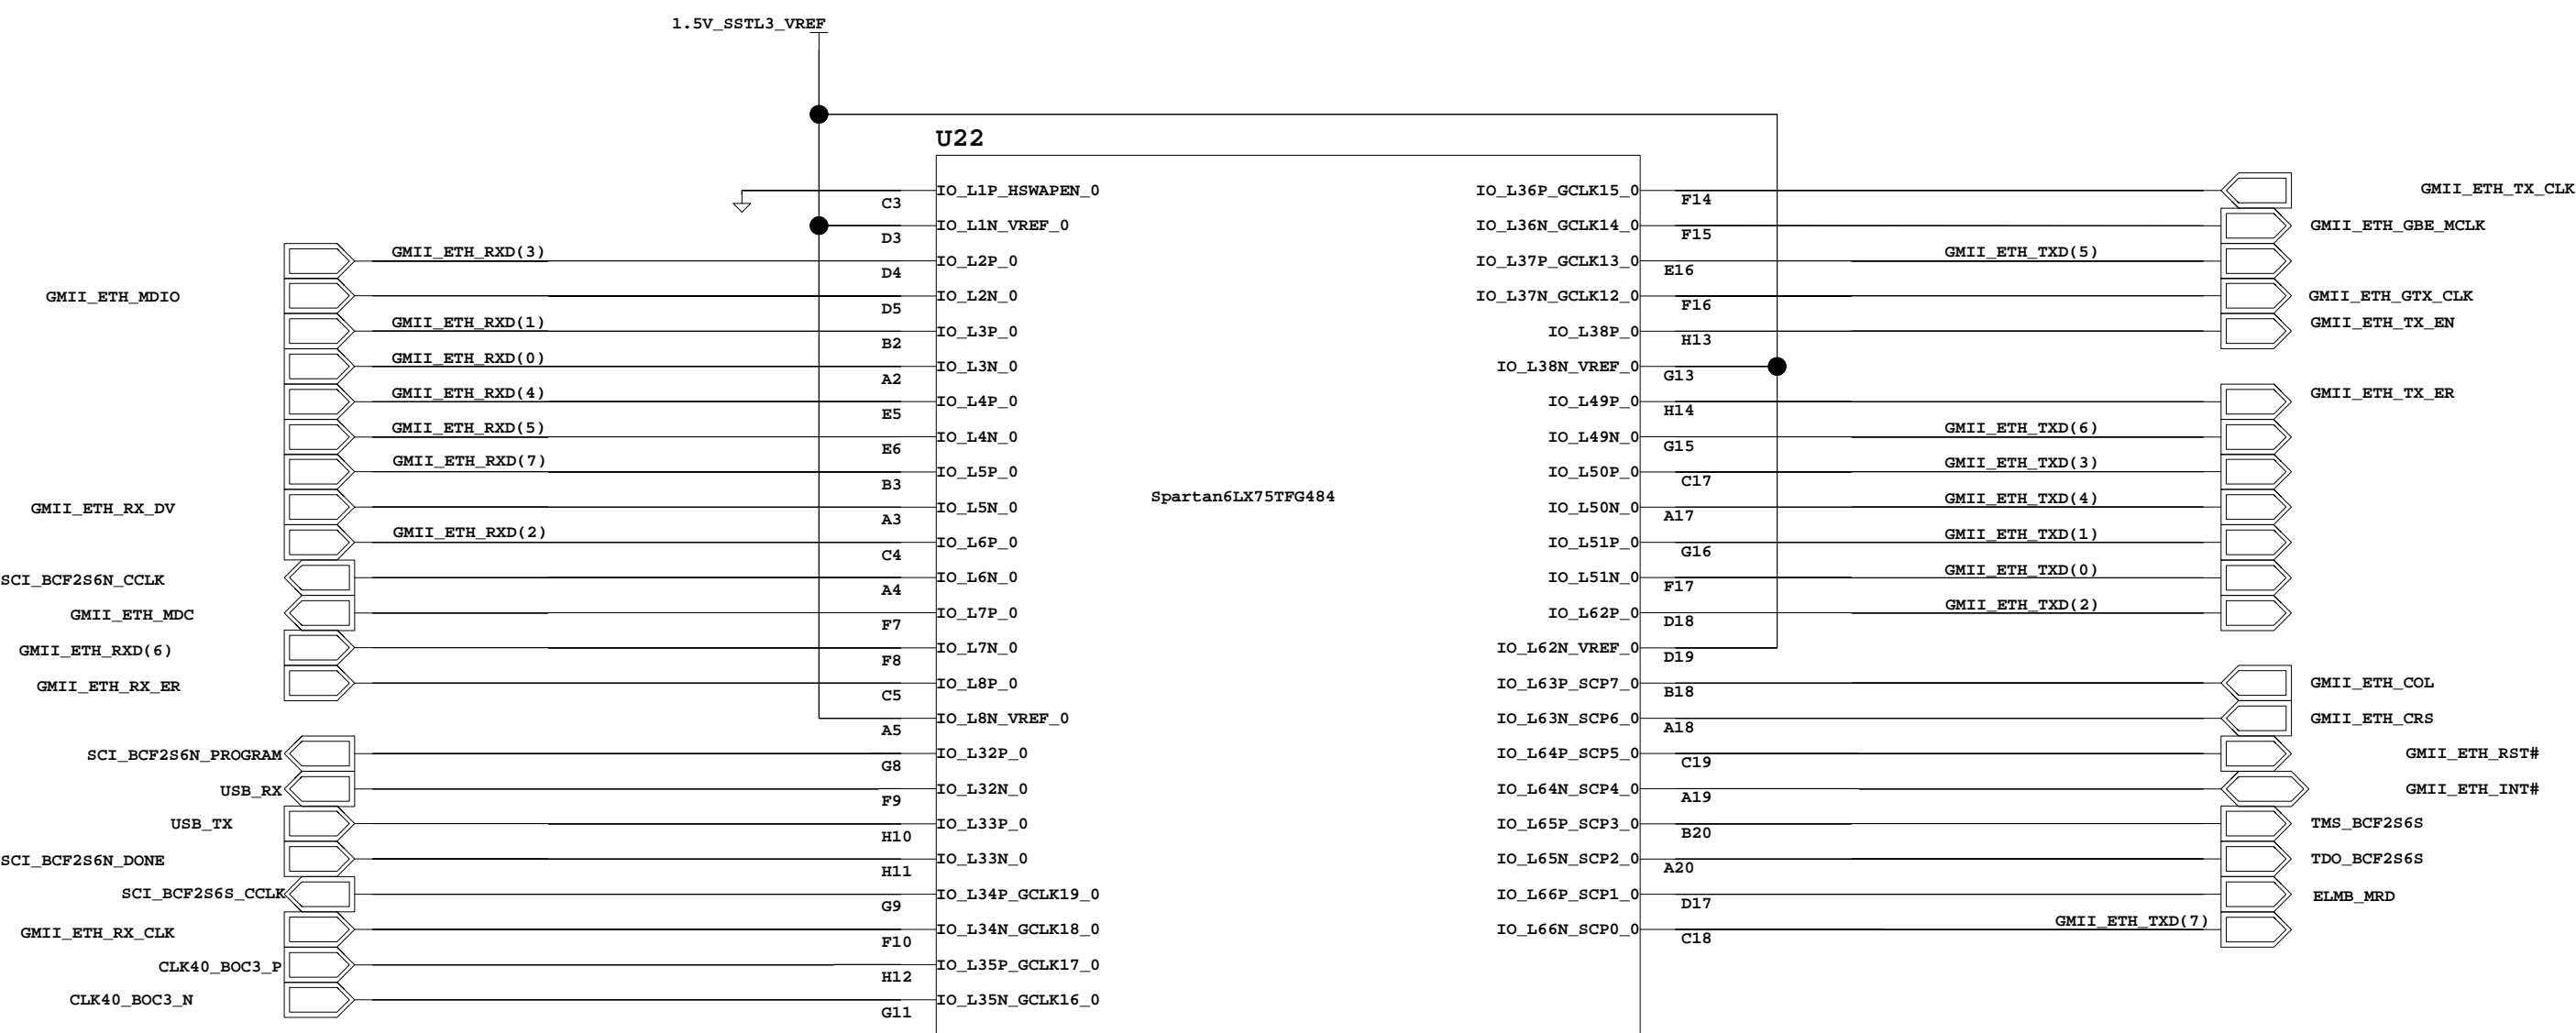 1.5V_SSTL3_VREF
U22
IO_L1P_HSWAPEN_0 C3
IO_L1N_VREF_0 D3
GMII_ETH_RXD(3) D4 IO_L2P_0
GMII_ETH_MDIO D5 IO_L2N_0
GMII_ETH_RXD(1) B2 IO_L3P_0
GMII_ETH_RXD(0) A2 IO_L3N_0
GMII_ETH_RXD(4) E5 IO_L4P_0
GMII_ETH_RXD(5) E6 IO_L4N_0
GMII_ETH_RXD(7) B3 IO_L5P_0
GMII_ETH_RX_DV A3 IO_L5N_0
GMII_ETH_RXD(2) C4 IO_L6P_0
SCI_BCF2S6N_CCLK A4 IO_L6N_0
GMII_ETH_MDC F7 IO_L7P_0
GMII_ETH_RXD(6) F8 IO_L7N_0
GMII_ETH_RX_ER C5 IO_L8P_0
A5 IO_L8N_VREF_0
SCI_BCF2S6N_PROGRAM G8 IO_L32P_0
USB_RX F9 IO_L32N_0
USB_TX H10 IO_L33P_0
SCI_BCF2S6N_DONE H11 IO_L33N_0
SCI_BCF2S6S_CCLK G9 IO_L34P_GCLK19_0
GMII_ETH_RX_CLK F10 IO_L34N_GCLK18_0
CLK40_BOC3_P H12 IO_L35P_GCLK17_0
CLK40_BOC3_N G11 IO_L35N_GCLK16_0
Spartan6LX75TFG484
IO_L36P_GCLK15_0 F14 GMII_ETH_TX_CLK
IO_L36N_GCLK14_0 F15 GMII_ETH_GBE_MCLK
IO_L37P_GCLK13_0 E16 GMII_ETH_TXD(5)
IO_L37N_GCLK12_0 F16 GMII_ETH_GTX_CLK
IO_L38P_0 H13 GMII_ETH_TX_EN
IO_L38N_VREF_0 G13
IO_L49P_0 H14 GMII_ETH_TX_ER
IO_L49N_0 G15 GMII_ETH_TXD(6)
IO_L50P_0 C17 GMII_ETH_TXD(3)
IO_L50N_0 A17 GMII_ETH_TXD(4)
IO_L51P_0 G16 GMII_ETH_TXD(1)
IO_L51N_0 F17 GMII_ETH_TXD(0)
IO_L62P_0 D18 GMII_ETH_TXD(2)
IO_L62N_VREF_0 D19
IO_L63P_SCP7_0 B18 GMII_ETH_COL
IO_L63N_SCP6_0 A18 GMII_ETH_CRS
IO_L64P_SCP5_0 C19 GMII_ETH_RST#
IO_L64N_SCP4_0 A19 GMII_ETH_INT#
IO_L65P_SCP3_0 B20 TMS_BCF2S6S
IO_L65N_SCP2_0 A20 TDO_BCF2S6S
IO_L66P_SCP1_0 D17 ELMB_MRD
IO_L66N_SCP0_0 C18 GMII_ETH_TXD(7)